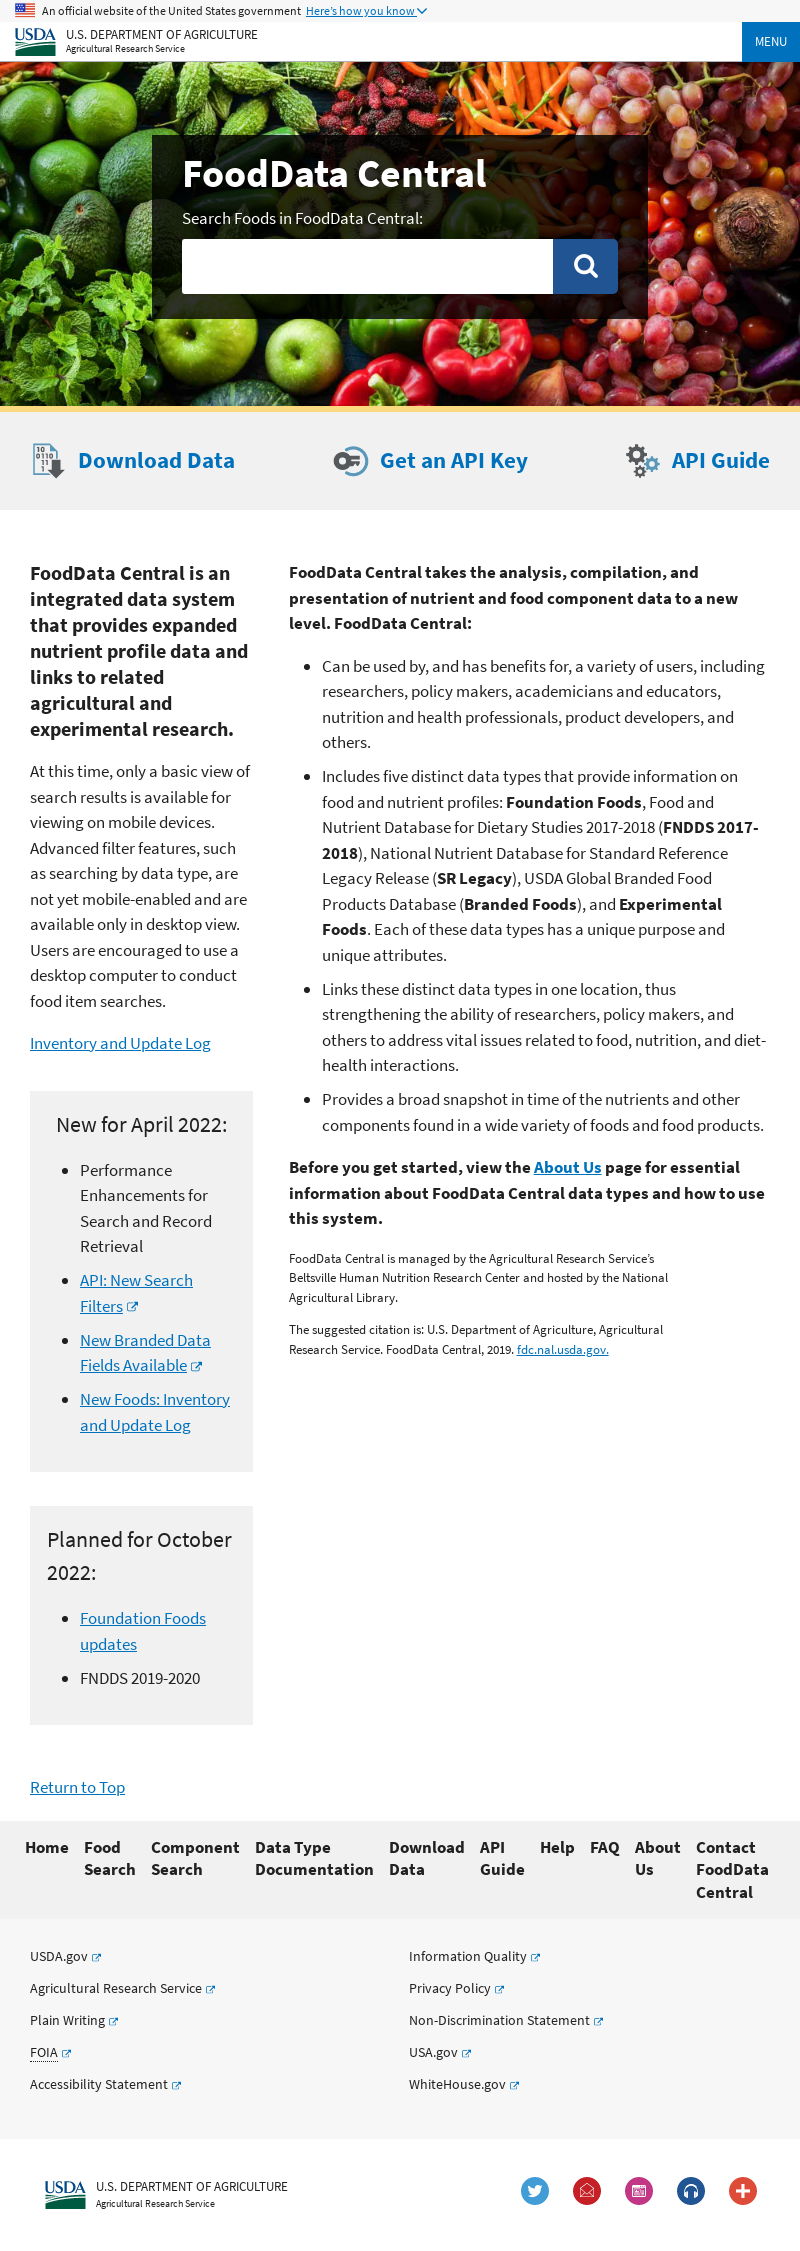 An official website of the United States government Here's how you know
USDA U.S. DEPARTMENT OF AGRICULTURE
Agricultural Research Service
MENU
FoodData Central
Search Foods in FoodData Central:
Download Data
Get an API Key
API Guide
FoodData Central is an
integrated data system
that provides expanded
nutrient profile data and
links to related
agricultural and
experimental research.
At this time, only a basic view of
search results is available for
viewing on mobile devices.
Advanced filter features, such
as searching by data type, are
not yet mobile-enabled and are
available only in desktop view.
Users are encouraged to use a
desktop computer to conduct
food item searches.
Inventory and Update Log
New for April 2022:
Performance
Enhancements for
Search and Record
Retrieval
API: New Search
Filters
New Branded Data
Fields Available
New Foods: Inventory
and Update Log
Planned for October
2022:
Foundation Foods
updates
FNDDS 2019-2020
FoodData Central takes the analysis, compilation, and
presentation of nutrient and food component data to a new
level. FoodData Central:
Can be used by, and has benefits for, a variety of users, including
researchers, policy makers, academicians and educators,
nutrition and health professionals, product developers, and
others.
Includes five distinct data types that provide information on
food and nutrient profiles: Foundation Foods, Food and
Nutrient Database for Dietary Studies 2017-2018 (FNDDS 2017-
2018), National Nutrient Database for Standard Reference
Legacy Release (SR Legacy), USDA Global Branded Food
Products Database (Branded Foods), and Experimental
Foods. Each of these data types has a unique purpose and
unique attributes.
Links these distinct data types in one location, thus
strengthening the ability of researchers, policy makers, and
others to address vital issues related to food, nutrition, and diet-
health interactions.
Provides a broad snapshot in time of the nutrients and other
components found in a wide variety of foods and food products.
Before you get started, view the About Us page for essential
information about FoodData Central data types and how to use
this system.
FoodData Central is managed by the Agricultural Research Service's
Beltsville Human Nutrition Research Center and hosted by the National
Agricultural Library.
The suggested citation is: U.S. Department of Agriculture, Agricultural
Research Service. FoodData Central, 2019. fdc.nal.usda.gov.
Return to Top
Home
Food
Search
Component
Search
Data Type
Documentation
Download
Data
API
Guide
Help
FAQ
About
Us
Contact
FoodData
Central
USDA.gov
Agricultural Research Service
Plain Writing
FOIA
Accessibility Statement
Information Quality
Privacy Policy
Non-Discrimination Statement
USA.gov
WhiteHouse.gov
USDA U.S. DEPARTMENT OF AGRICULTURE
Agricultural Research Service